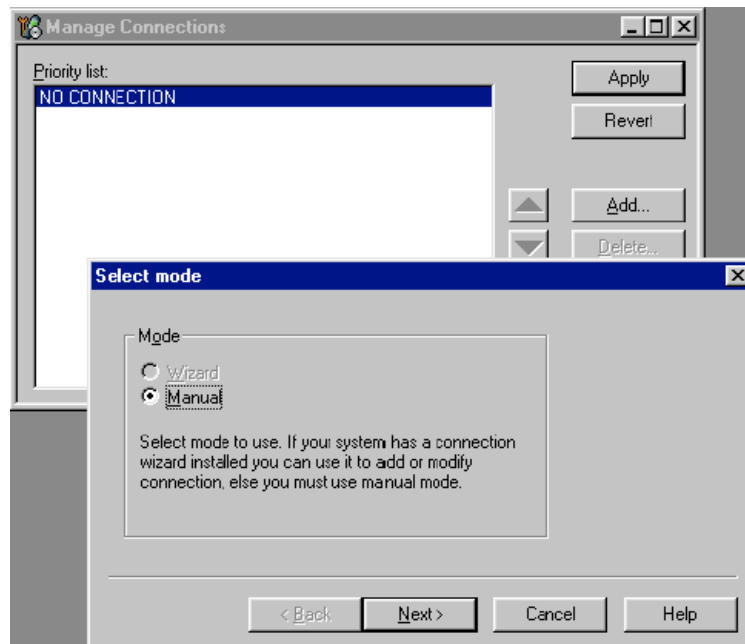 Manage Connections
Priority list:
NO CONNECTION
Apply
Revert
Add...
Delete...
Select mode
Mode
Wizard
Manual
Select mode to use. If your system has a connection
wizard installed you can use it to add or modify
connection, else you must use manual mode.
< Back
Next >
Cancel
Help